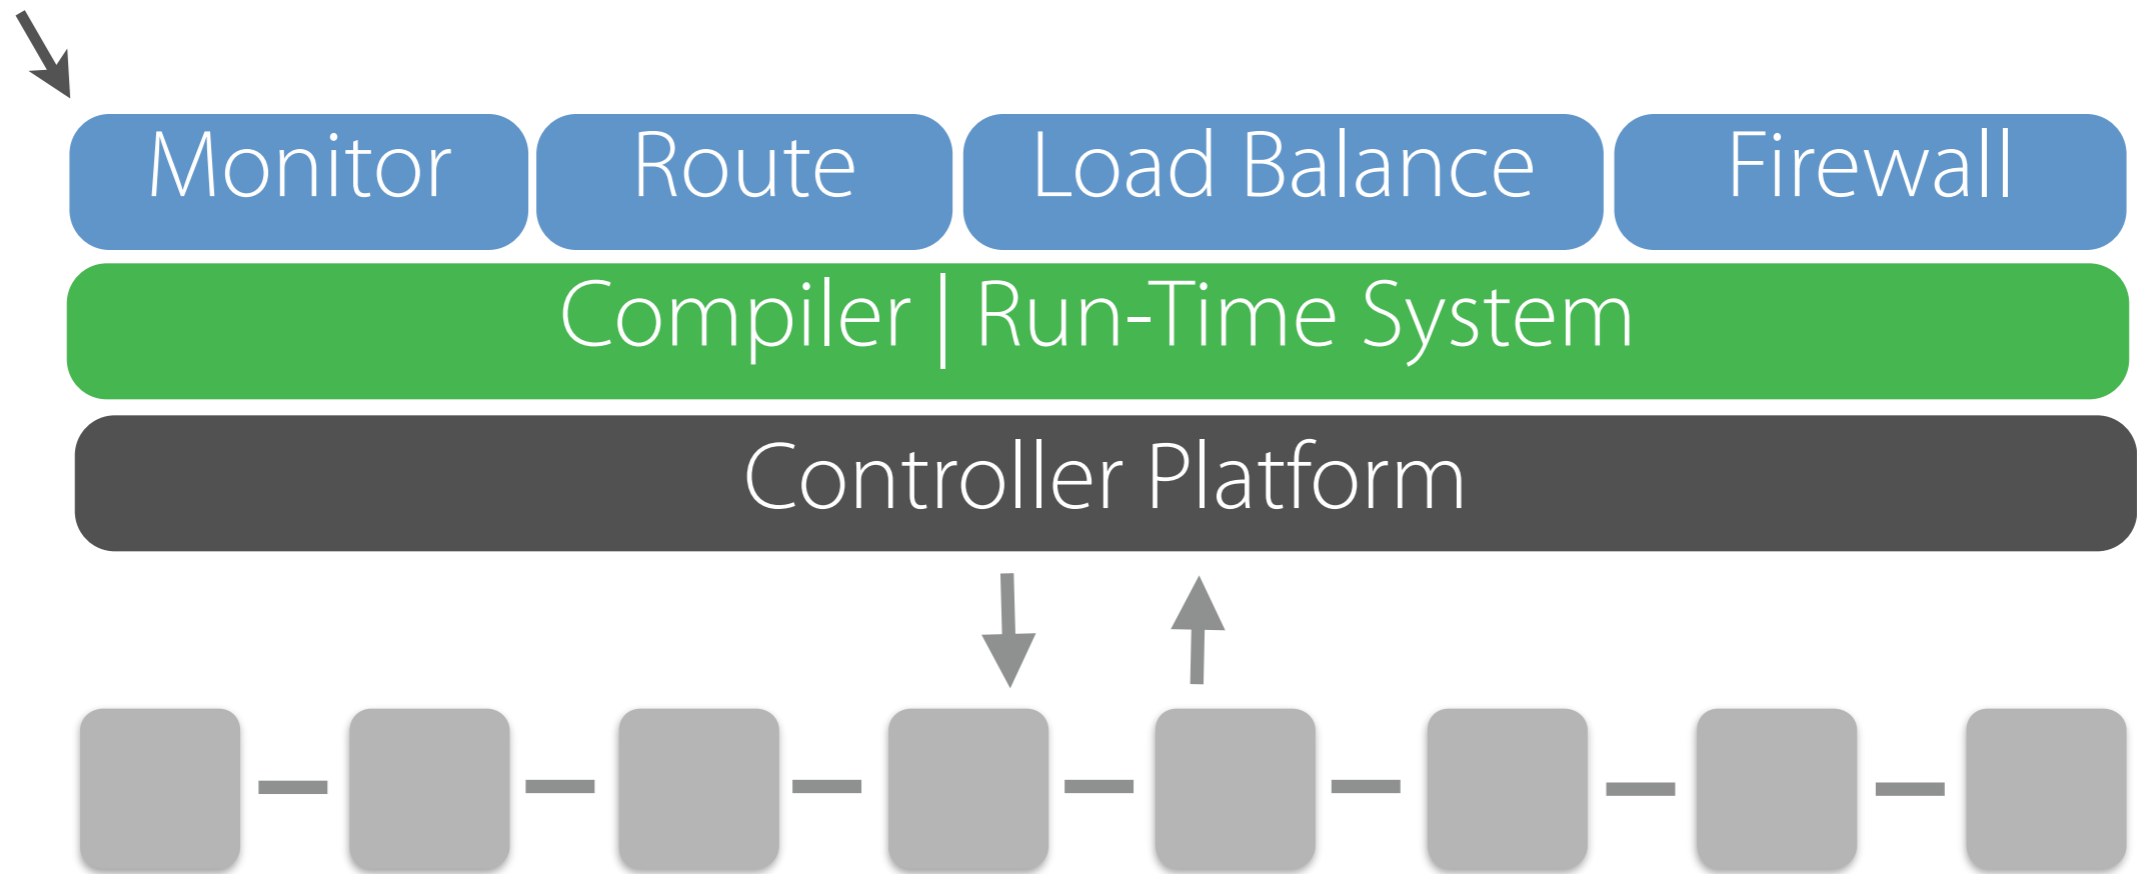 Monitor Route Load Balance Firewall
Compiler | Run-Time System
Controller Platform